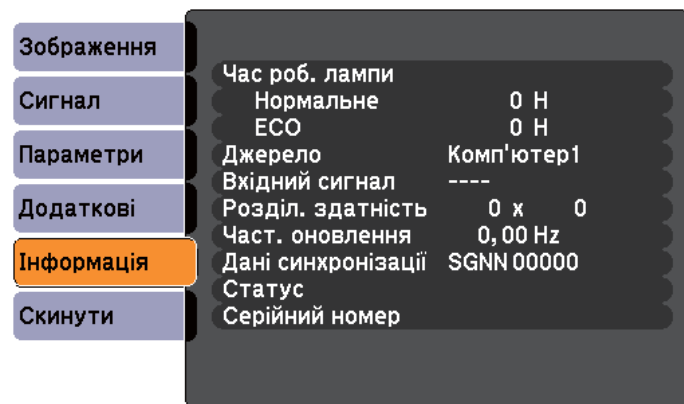 Зображення
Сигнал
Параметри
Додаткові
Інформація
Скинути
Час роб. лампи
Нормальне 0 H
ECO 0 H
Джерело Комп'ютер1
Вхідний сигнал ----
Розділ. здатність 0 x 0
Част. оновлення 0,00 Hz
Дані синхронізації SGNN 00000
Статус
Серійний номер